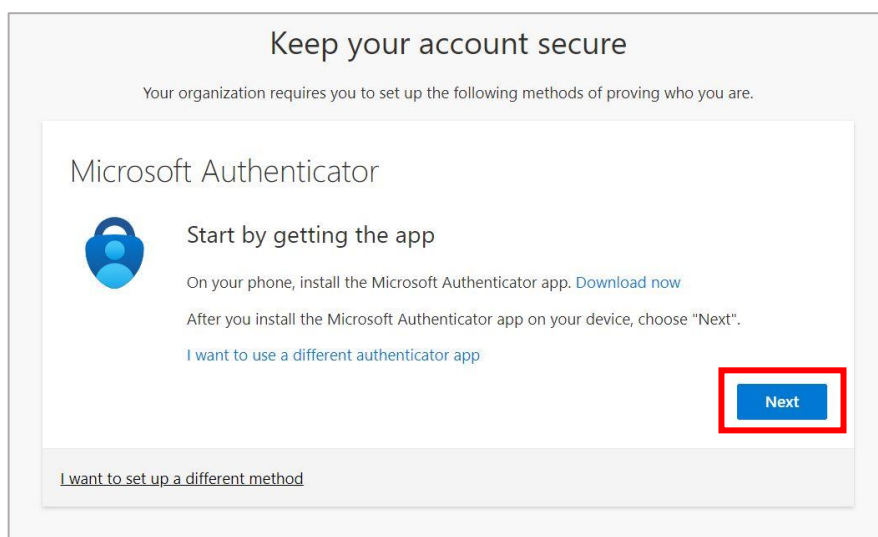 Keep your account secure
Your organization requires you to set up the following methods of proving who you are.
Microsoft Authenticator
Start by getting the app
On your phone, install the Microsoft Authenticator app. Download now
After you install the Microsoft Authenticator app on your device, choose "Next".
I want to use a different authenticator app
Next
I want to set up a different method